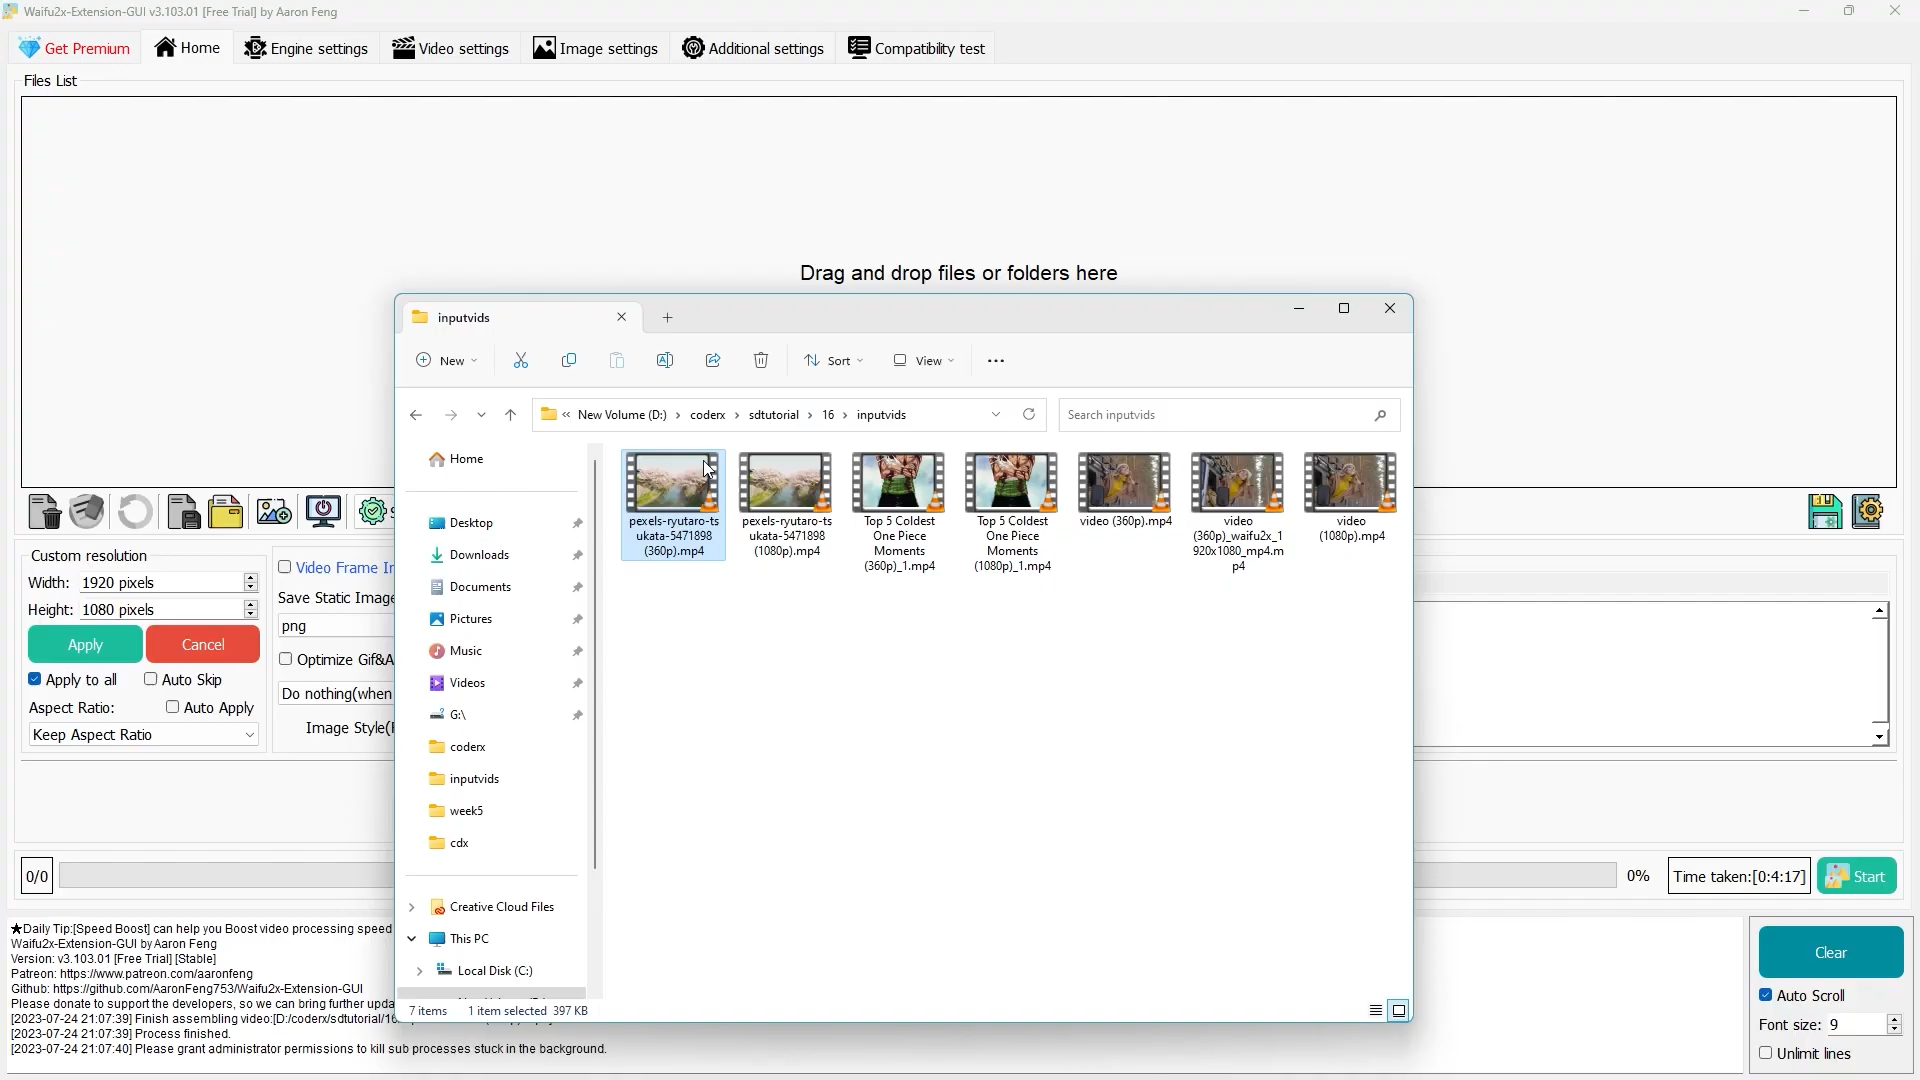 Waifu2x-Extension-GUI v3.103.01 [Free Trial] by Aaron Feng
Get Premium
Home
Engine settings
Video settings
Image settings
Additional settings
Compatibility test
Files List
Drag and drop files or folders here
inputvids
New
Sort
View
« New Volume (D:) › coderx › sdtutorial › 16 › inputvids
Search inputvids
Home
Desktop
Downloads
Documents
Pictures
Music
Videos
G:\
coderx
inputvids
week5
cdx
Creative Cloud Files
This PC
Local Disk (C:)
pexels-ryutaro-ts
ukata-5471898
(360p).mp4
pexels-ryutaro-ts
ukata-5471898
(1080p).mp4
Top 5 Coldest
One Piece
Moments
(360p)_1.mp4
Top 5 Coldest
One Piece
Moments
(1080p)_1.mp4
video (360p).mp4
video
(360p)_waifu2x_1
920x1080_mp4.m
p4
video
(1080p).mp4
7 items 1 item selected 397 KB
Custom resolution
Width: 1920 pixels
Height: 1080 pixels
Apply
Cancel
Apply to all
Auto Skip
Aspect Ratio:
Auto Apply
Keep Aspect Ratio
Video Frame
Save Static Image
png
Optimize Gif&A
Do nothing(when
Image Style(
0/0
0%
Time taken:[0:4:17]
Start
★Daily Tip:[Speed Boost] can help you Boost video processing speed
Waifu2x-Extension-GUI by Aaron Feng
Version: v3.103.01 [Free Trial] [Stable]
Patreon: https://www.patreon.com/aaronfeng
Github: https://github.com/AaronFeng753/Waifu2x-Extension-GUI
Please donate to support the developers, so we can bring further upda
[2023-07-24 21:07:39] Finish assembling video:[D:/coderx/sdtutorial/16
[2023-07-24 21:07:39] Process finished.
[2023-07-24 21:07:40] Please grant administrator permissions to kill sub processes stuck in the background.
Clear
Auto Scroll
Font size: 9
Unlimit lines